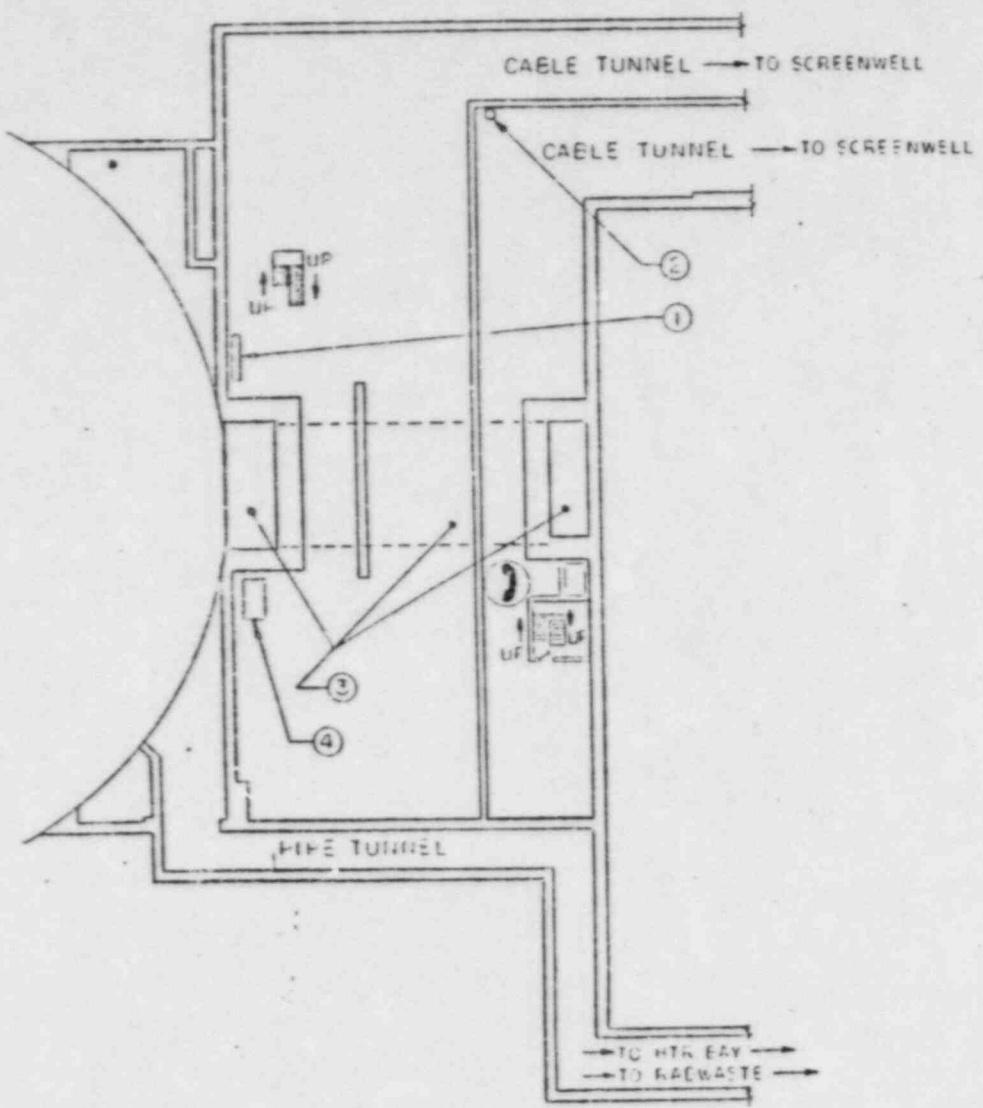 CABLE TUNNEL → TO SCREENWELL
CABLE TUNNEL → TO SCREENWELL
2
UP
UP
1
UP
UP
3
4
PIPE TUNNEL
→ TO HTR BAY →
→ TO RADWASTE →